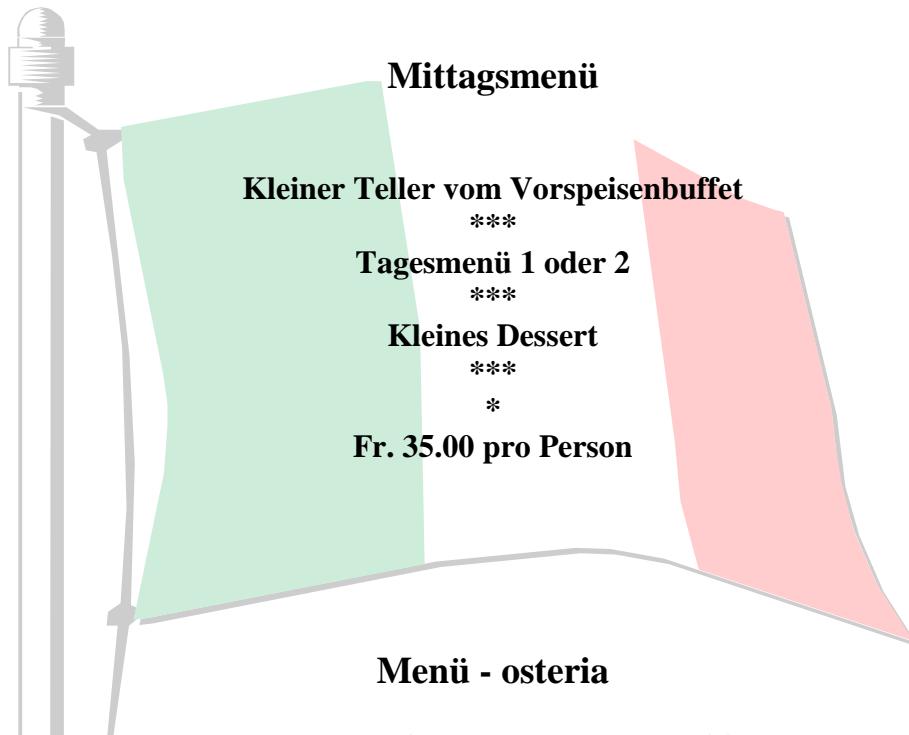 Mittagsmenü
Kleiner Teller vom Vorspeisenbuffet
***
Tagesmenü 1 oder 2
***
Kleines Dessert
***
*
Fr. 35.00 pro Person
Menü - osteria